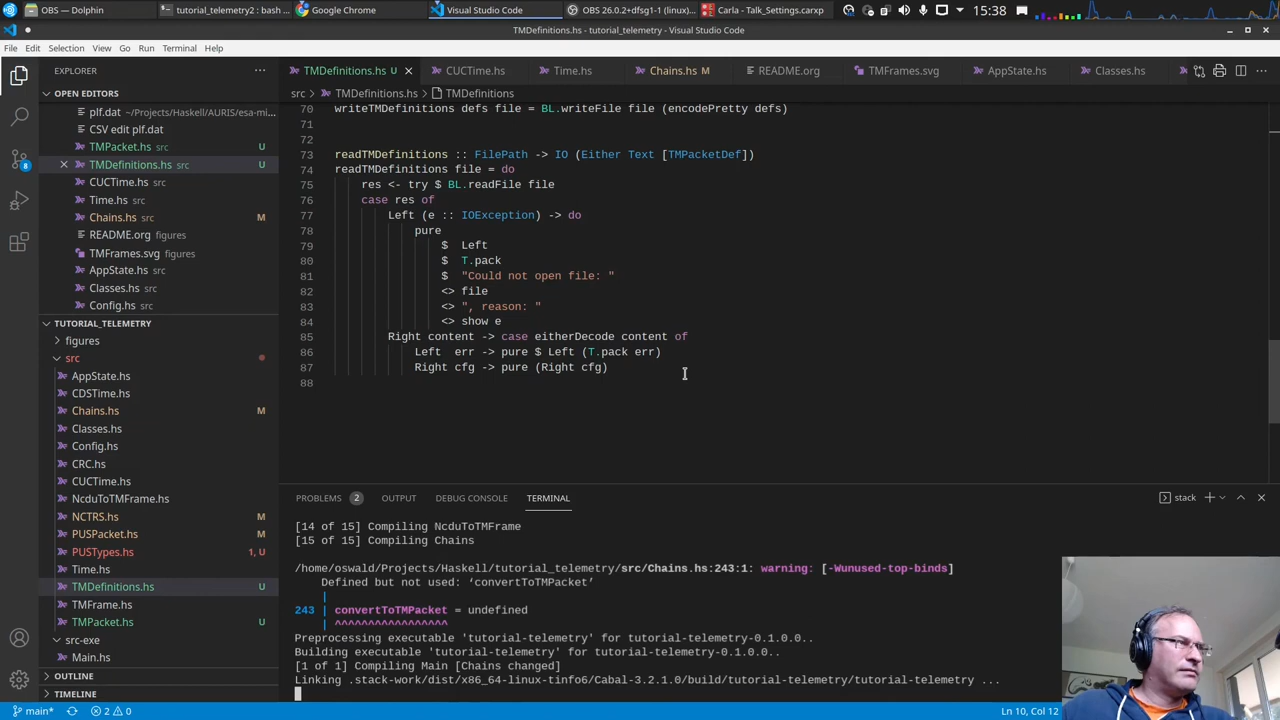 OBS — Dolphin
tutorial_telemetry2 : bash ...
Google Chrome
Visual Studio Code
OBS 26.0.2+dfsg1-1 (linux)...
Carla - Talk_Settings.carxp
15:38
TMDefinitions.hs - tutorial_telemetry - Visual Studio Code
File Edit Selection View Go Run Terminal Help
EXPLORER
TMDefinitions.hs U
CUCTime.hs
Time.hs
Chains.hs M
README.org
TMFrames.svg
AppState.hs
Classes.hs
src > TMDefinitions.hs > TMDefinitions
OPEN EDITORS
plf.dat ~/Projects/Haskell/AURIS/esa-mi...
CSV edit plf.dat
TMPacket.hs src U
TMDefinitions.hs src U
CUCTime.hs src
Time.hs src
Chains.hs src M
README.org figures
TMFrames.svg figures
AppState.hs src
Classes.hs src
Config.hs src
TUTORIAL_TELEMETRY
figures
src
AppState.hs
CDSTime.hs
Chains.hs M
Classes.hs
Config.hs
CRC.hs
CUCTime.hs
NcduToTMFrame.hs
NCTRS.hs M
PUSPacket.hs M
PUSTypes.hs 1, U
Time.hs
TMDefinitions.hs U
TMFrame.hs
TMPacket.hs U
src-exe
Main.hs
OUTLINE
TIMELINE
8
70 writeTMDefinitions defs file = BL.writeFile file (encodePretty defs)
71
72
73 readTMDefinitions :: FilePath -> IO (Either Text [TMPacketDef])
74 readTMDefinitions file = do
75 res <- try $ BL.readFile file
76 case res of
77 Left (e :: IOException) -> do
78 pure
79 $ Left
80 $ T.pack
81 $ "Could not open file: "
82 <> file
83 <> ", reason: "
84 <> show e
85 Right content -> case eitherDecode content of
86 Left err -> pure $ Left (T.pack err)
87 Right cfg -> pure (Right cfg)
88
PROBLEMS 2 OUTPUT DEBUG CONSOLE TERMINAL
stack
[14 of 15] Compiling NcduToTMFrame
[15 of 15] Compiling Chains
/home/oswald/Projects/Haskell/tutorial_telemetry/src/Chains.hs:243:1: warning: [-Wunused-top-binds]
Defined but not used: ‘convertToTMPacket’
|
243 | convertToTMPacket = undefined
| ^^^^^^^^^^^^^^^^^
Preprocessing executable 'tutorial-telemetry' for tutorial-telemetry-0.1.0.0..
Building executable 'tutorial-telemetry' for tutorial-telemetry-0.1.0.0..
[1 of 1] Compiling Main [Chains changed]
Linking .stack-work/dist/x86_64-linux-tinfo6/Cabal-3.2.1.0/build/tutorial-telemetry/tutorial-telemetry ...
main* 2 0
Ln 10, Col 12